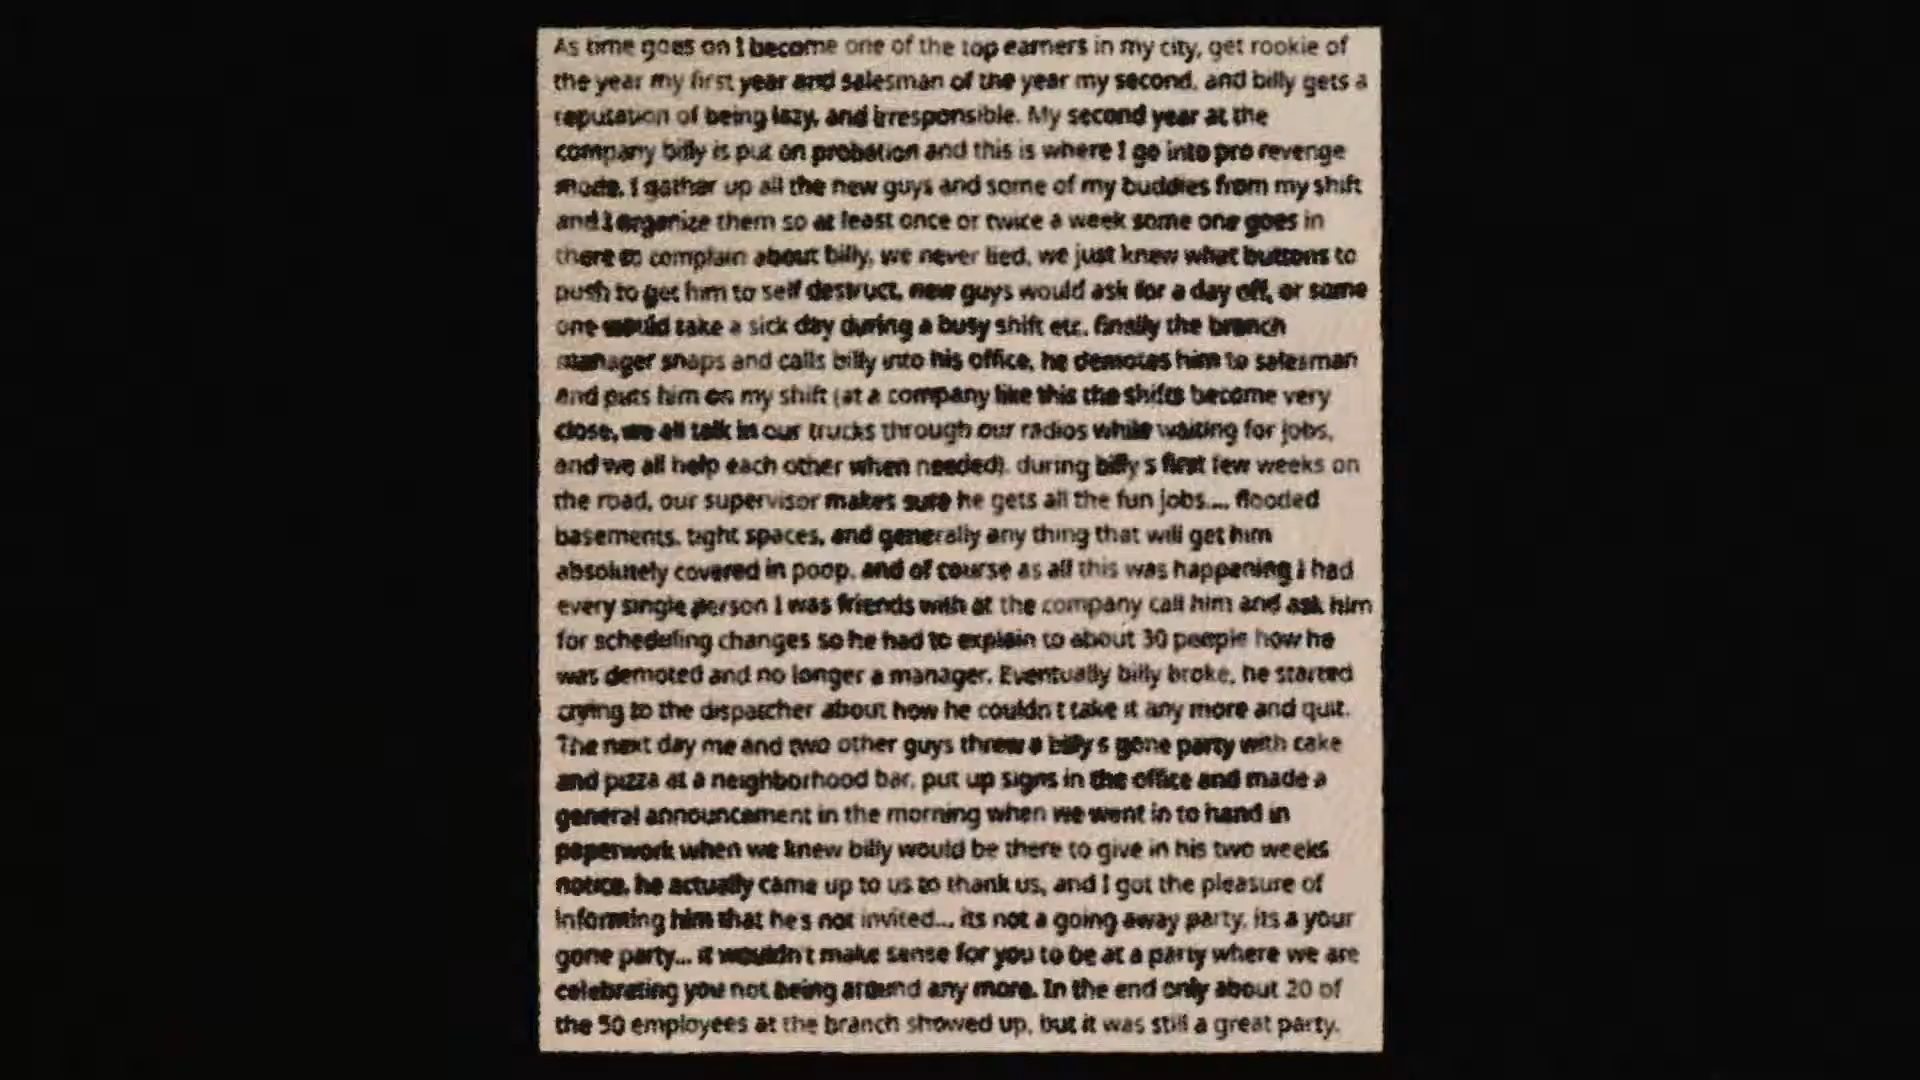 As time goes on I become one of the top earners in my city, get rookie of
the year my first year and salesman of the year my second, and billy gets a
reputation of being lazy, and irresponsible. My second year at the
company billy is put on probation and this is where I go into pro revenge
mode. I gather up all the new guys and some of my buddies from my shift
and I organize them so at least once or twice a week some one goes in
there to complain about billy, we never lied, we just knew what buttons to
push to get him to self destruct, new guys would ask for a day off, or some
one would take a sick day during a busy shift etc. finally the branch
manager snaps and calls billy into his office, he demotes him to salesman
and puts him on my shift (at a company like this the shifts become very
close, we all talk in our trucks through our radios while waiting for jobs,
and we all help each other when needed). during billy s first few weeks on
the road, our supervisor makes sure he gets all the fun jobs.... flooded
basements, tight spaces, and generally any thing that will get him
absolutely covered in poop. and of course as all this was happening i had
every single person I was friends with at the company call him and ask him
for scheduling changes so he had to explain to about 30 people how he
was demoted and no longer a manager. Eventually billy broke, he started
crying to the dispatcher about how he couldn t take it any more and quit.
The next day me and two other guys threw a billy s gone party with cake
and pizza at a neighborhood bar, put up signs in the office and made a
general announcement in the morning when we went in to hand in
paperwork when we knew billy would be there to give in his two weeks
notice. he actually came up to us to thank us, and I got the pleasure of
informing him that he s not invited... its not a going away party, its a your
gone party... it wouldn t make sense for you to be at a party where we are
celebrating you not being around any more. In the end only about 20 of
the 50 employees at the branch showed up, but it was still a great party.